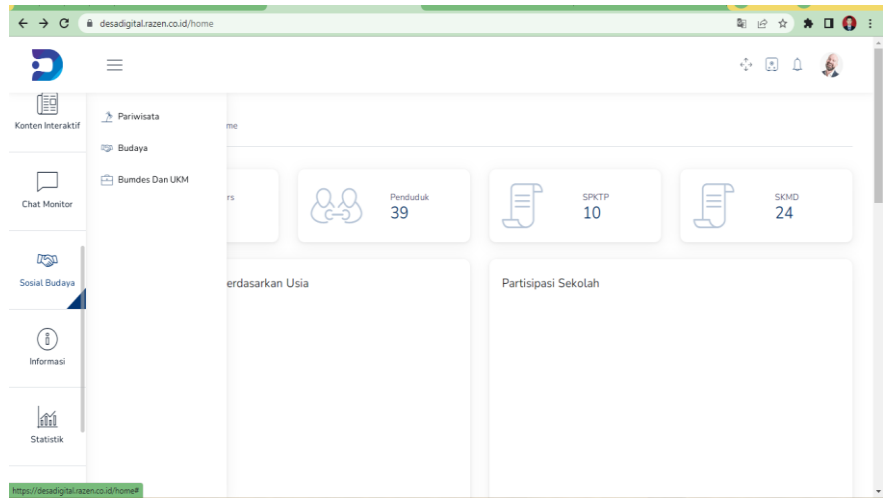 desadigital.razen.co.id/home
Konten Interaktif
Chat Monitor
Sosial Budaya
Informasi
Statistik
Pariwisata
Budaya
Bumdes Dan UKM
me
rs
Penduduk
39
SPKTP
10
SKMD
24
erdasarkan Usia
Partisipasi Sekolah
https://desadigital.razen.co.id/home#